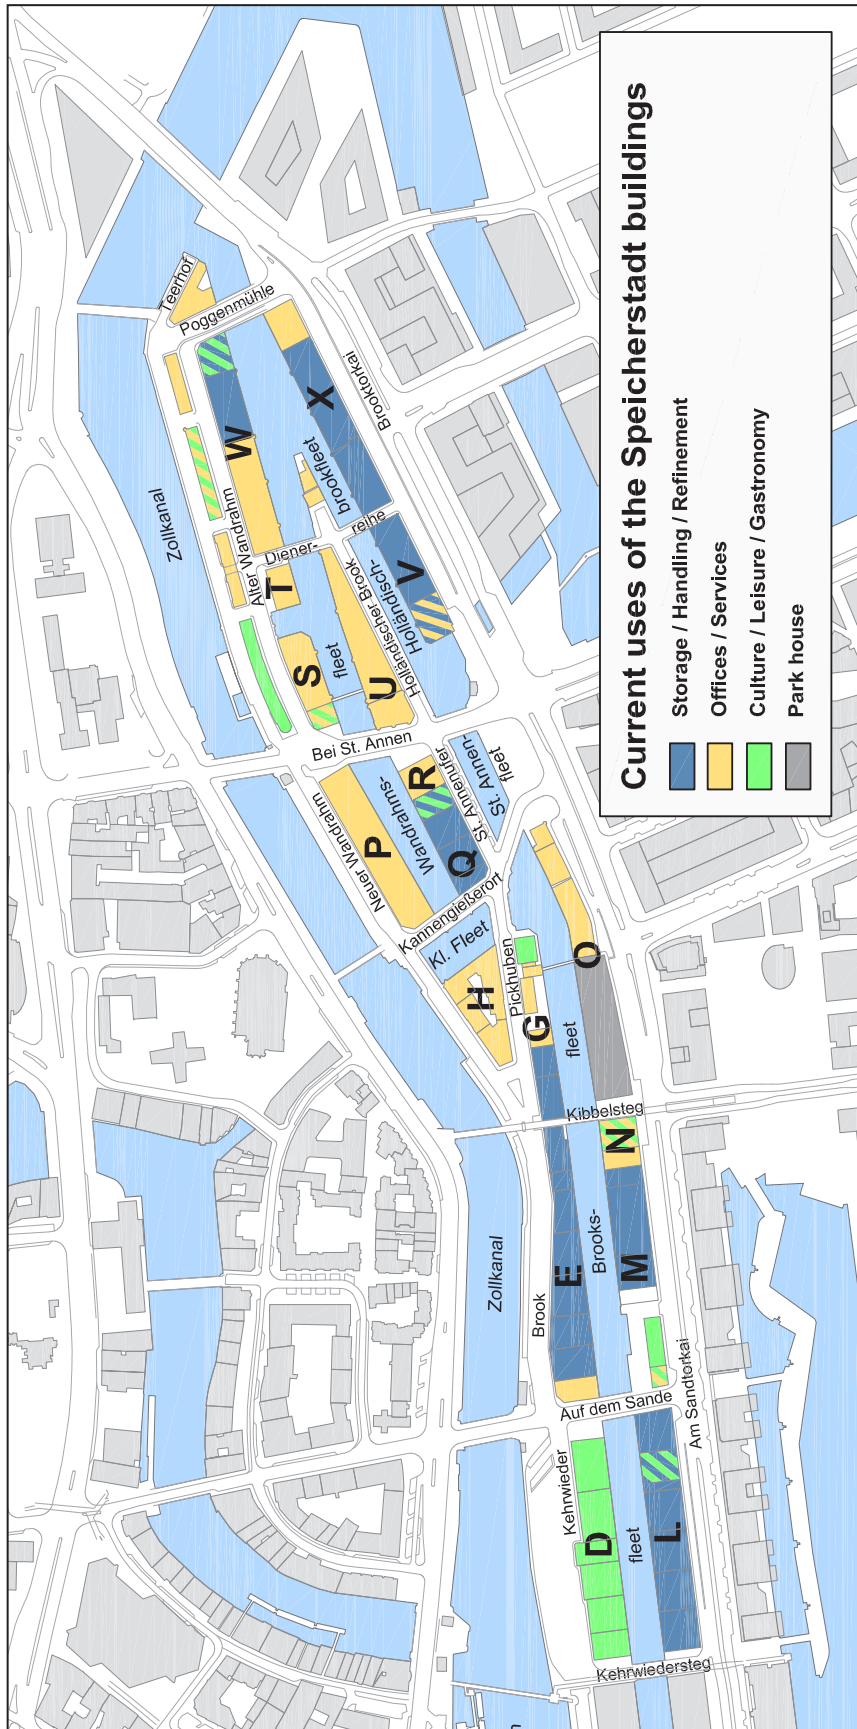 Current uses of the Speicherstadt buildings
Storage / Handling / Refinement
Offices / Services
Culture / Leisure / Gastronomy
Park house
Teerhof
Poggenmühle
Zollkanal
Alter Wandrahm
W
X
Brooktorkai
brookfleet
Diener-
reihe
T
S
fleet
U
Holländischer Brook
Holländisch-
V
Bei St. Annen
Neuer Wandrahm
P
Wandrahms-
R
Q
St. Annenufer
St. Annen-
fleet
Kannengießerort
Kl. Fleet
H
Pickhuben
G
O
fleet
Kibbelsteg
N
M
E
Brooks-
Zollkanal
Brook
Auf dem Sande
Am Sandtorkai
Kehrwieder
D
fleet
L
Kehrwiedersteg
n